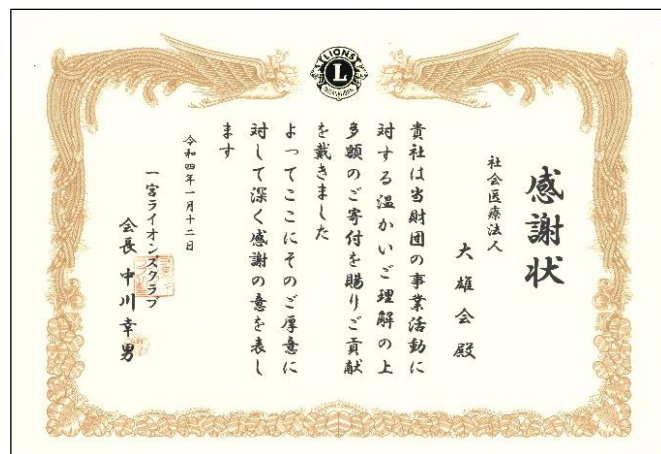 LIONS
L
INTERNATIONAL
感謝状
社会医療法人
大雄会殿
貴社は当財団の事業活動に
対する温かいご理解の上
多額のご寄付を賜りご貢献
を戴きました
よってここにそのご厚意に
対して深く感謝の意を表し
ます
令和四年一月十二日
一宮ライオンズクラブ
会長 中川幸男